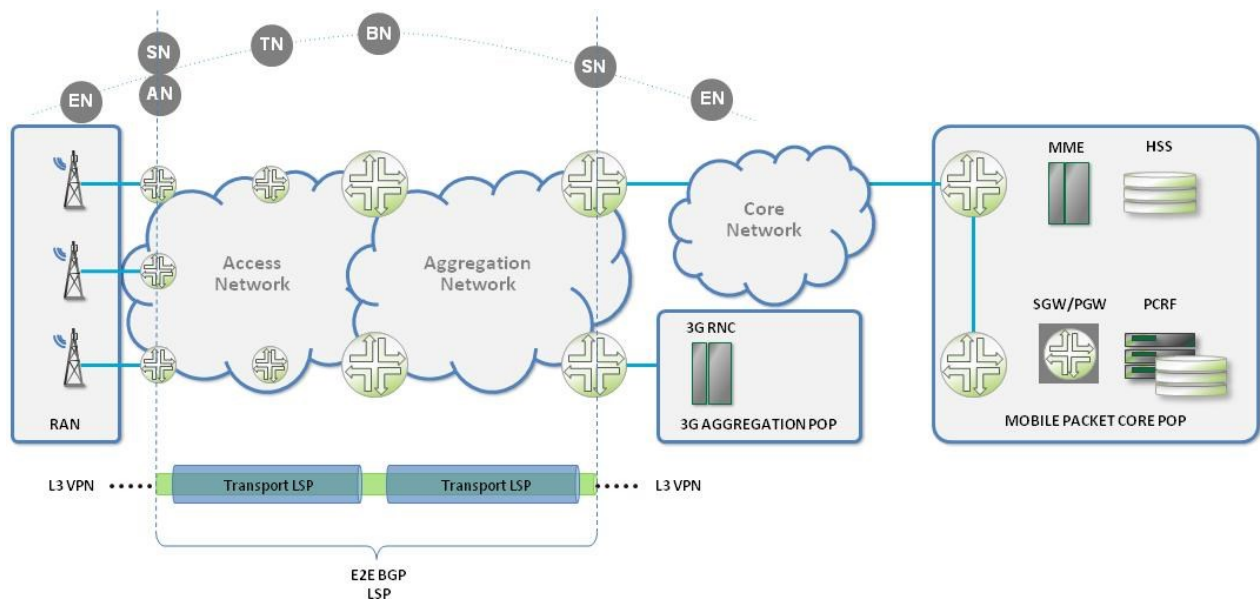 BN
TN
SN
SN
EN
AN
EN
MME
HSS
Core
Network
Access
Network
Aggregation
Network
SGW/PGW
PCRF
3G RNC
RAN
3G AGGREGATION POP
MOBILE PACKET CORE POP
L3 VPN
Transport LSP
Transport LSP
L3 VPN
E2E BGP
LSP